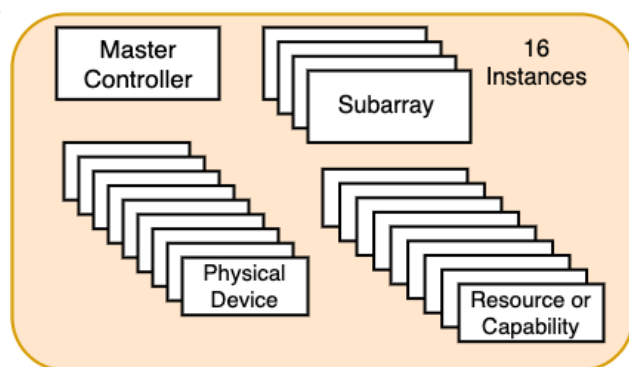 Master
Controller
Subarray
16
Instances
Physical
Device
Resource or
Capability